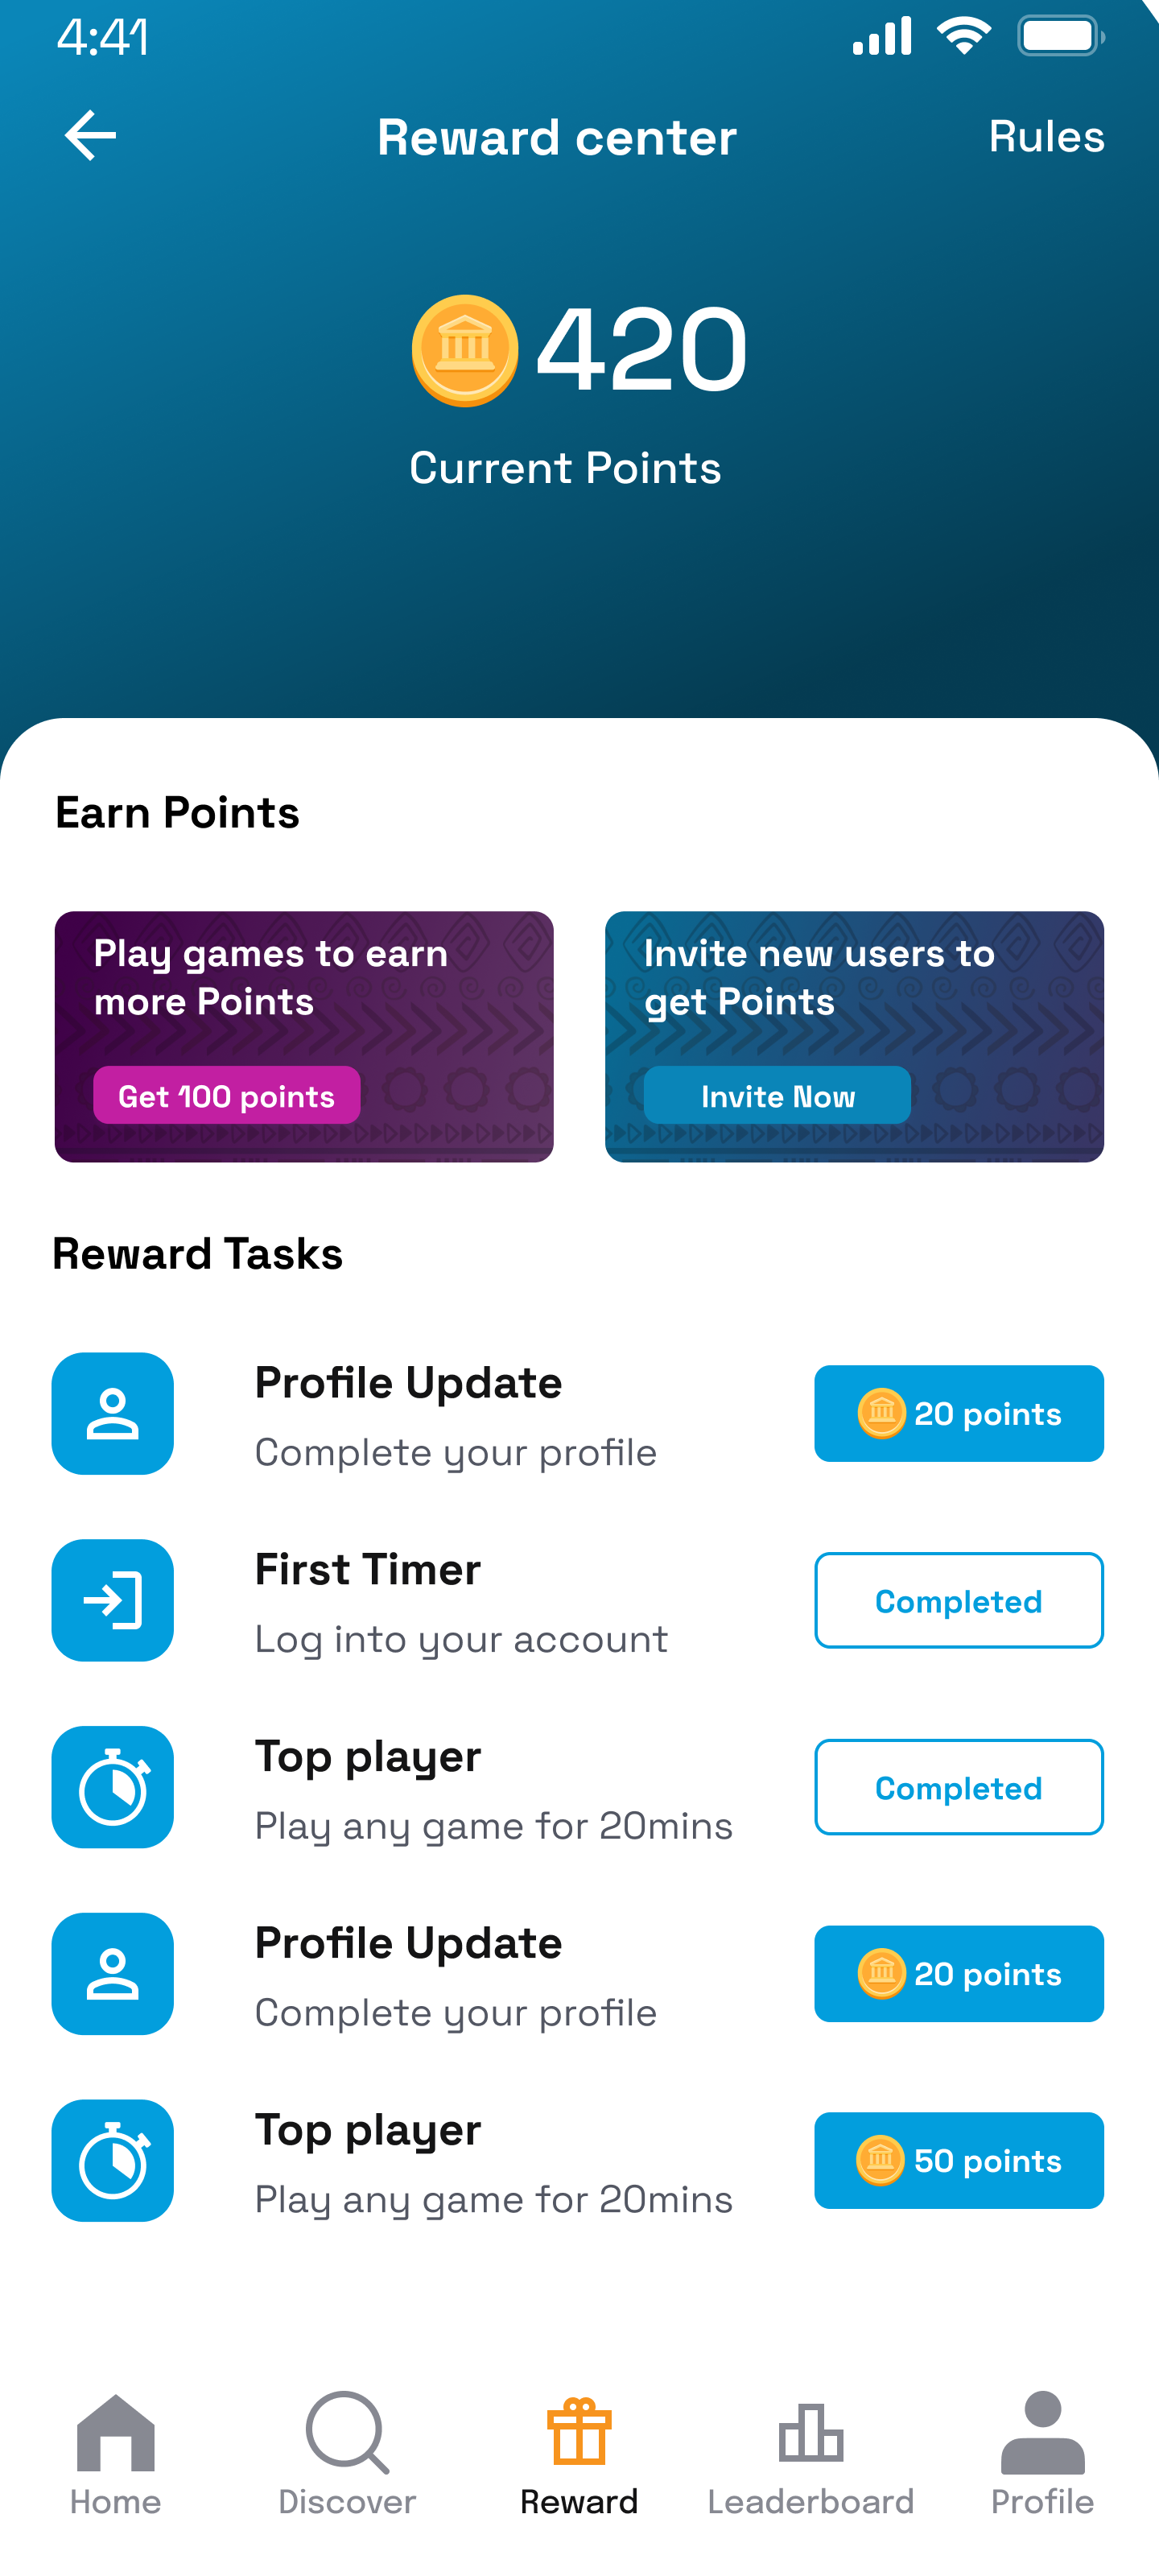 4:41
Reward center
Rules
420
Current Points
Earn Points
Play games to earn
more Points
Get 100 points
Invite new users to
get Points
Invite Now
Reward Tasks
Profile Update
Complete your profile
20 points
First Timer
Log into your account
Completed
Top player
Play any game for 20mins
Completed
Profile Update
Complete your profile
20 points
Top player
Play any game for 20mins
50 points
Home
Discover
Reward
Leaderboard
Profile